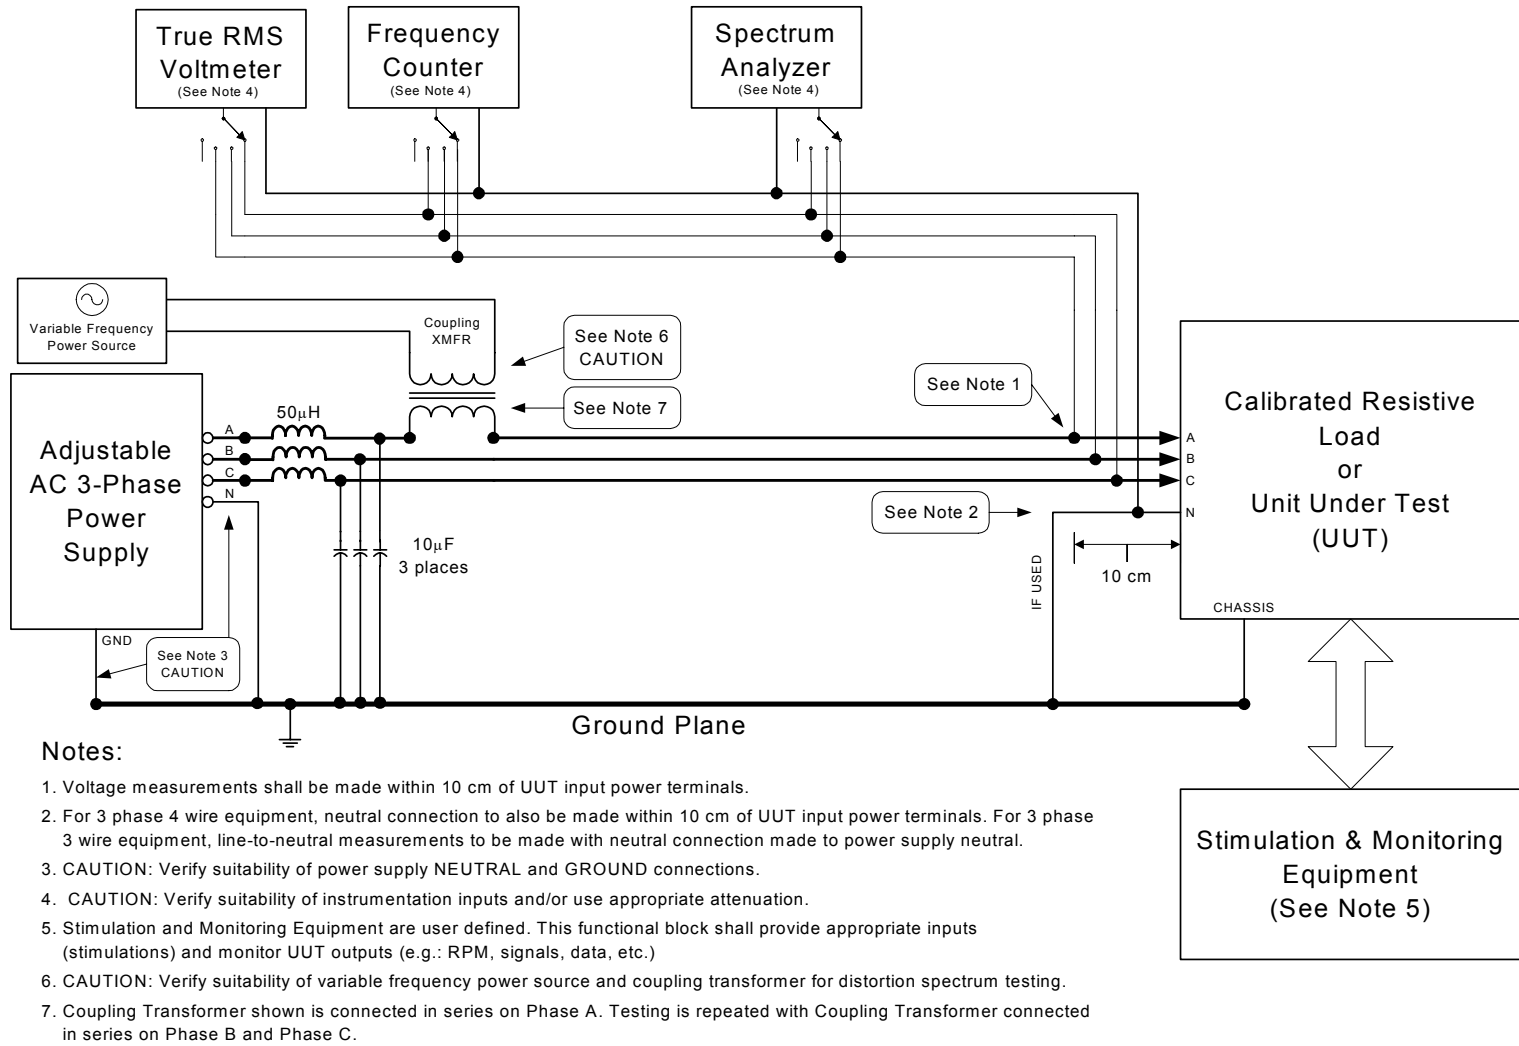 True RMS
Voltmeter
(See Note 4)
Frequency
Counter
(See Note 4)
Spectrum
Analyzer
(See Note 4)
Variable Frequency
Power Source
Coupling
XMFR
See Note 6
CAUTION
See Note 7
See Note 1
Adjustable
AC 3-Phase
Power
Supply
A
B
C
N
50µH
10µF
3 places
See Note 2
IF USED
10 cm
A
B
C
N
Calibrated Resistive
Load
or
Unit Under Test
(UUT)
CHASSIS
GND
See Note 3
CAUTION
Ground Plane
Stimulation & Monitoring
Equipment
(See Note 5)
Notes:
1. Voltage measurements shall be made within 10 cm of UUT input power terminals.
2. For 3 phase 4 wire equipment, neutral connection to also be made within 10 cm of UUT input power terminals. For 3 phase
3 wire equipment, line-to-neutral measurements to be made with neutral connection made to power supply neutral.
3. CAUTION: Verify suitability of power supply NEUTRAL and GROUND connections.
4. CAUTION: Verify suitability of instrumentation inputs and/or use appropriate attenuation.
5. Stimulation and Monitoring Equipment are user defined. This functional block shall provide appropriate inputs
(stimulations) and monitor UUT outputs (e.g.: RPM, signals, data, etc.)
6. CAUTION: Verify suitability of variable frequency power source and coupling transformer for distortion spectrum testing.
7. Coupling Transformer shown is connected in series on Phase A. Testing is repeated with Coupling Transformer connected
in series on Phase B and Phase C.